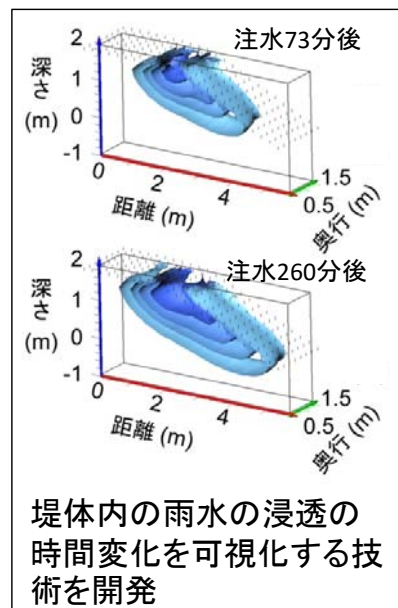 注水73分後
2
1
0
-1
深さ
(m)
0
2
4
距離 (m)
0.5
1.5
奥行 (m)
注水260分後
2
1
0
-1
深さ
(m)
0
2
4
距離 (m)
0.5
1.5
奥行 (m)
堤体内の雨水の浸透の
時間変化を可視化する技
術を開発